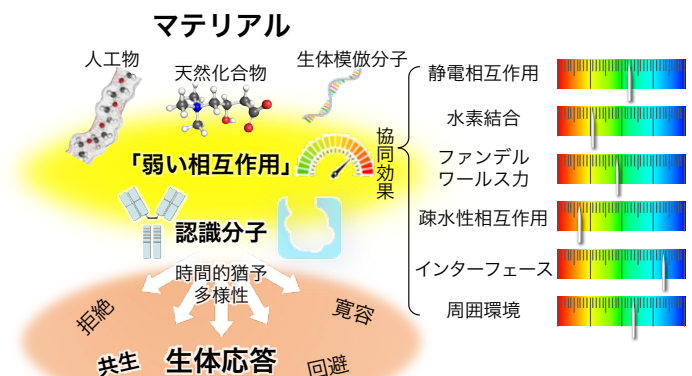 マテリアル
人工物
天然化合物
生体模倣分子
「弱い相互作用」
協同効果
静電相互作用
水素結合
ファンデル
ワールス力
疎水性相互作用
インターフェース
周囲環境
認識分子
時間的猶予
多様性
拒絶
寛容
共生
生体応答
回避